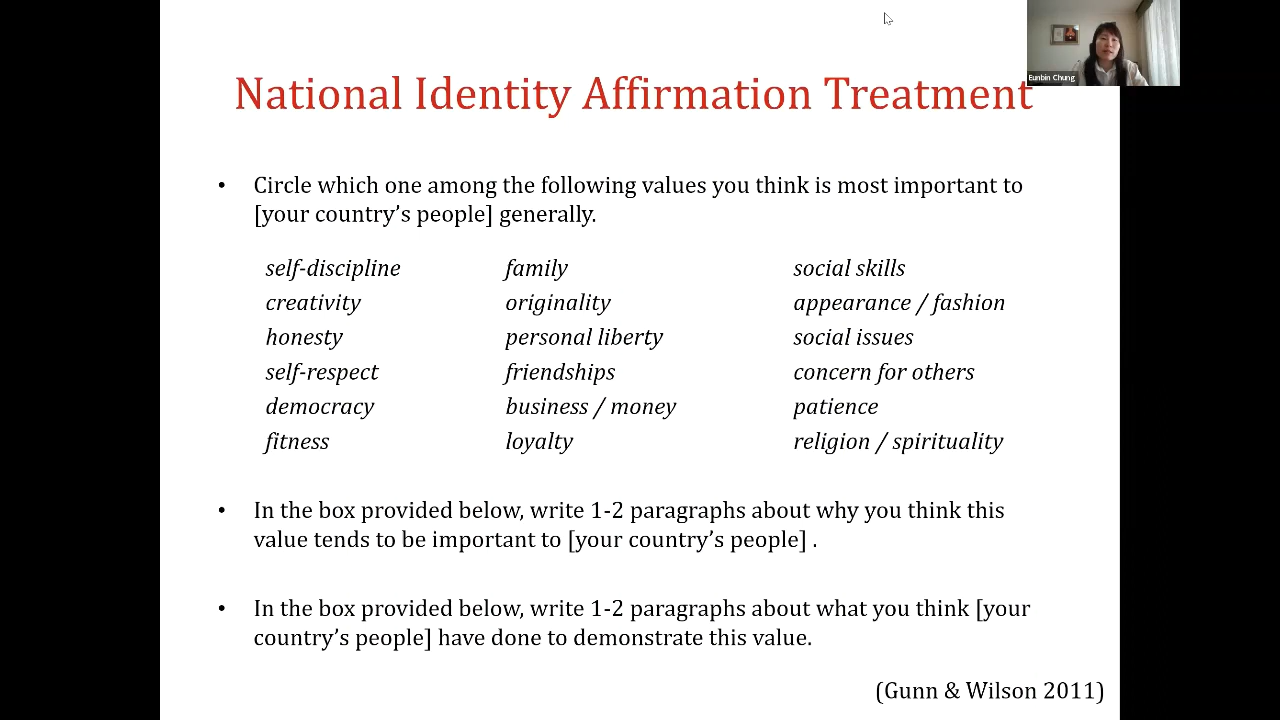 Eunbin Chung
National Identity Affirmation Treatment
• Circle which one among the following values you think is most important to
[your country’s people] generally.
self-discipline family social skills
creativity originality appearance / fashion
honesty personal liberty social issues
self-respect friendships concern for others
democracy business / money patience
fitness loyalty religion / spirituality
• In the box provided below, write 1-2 paragraphs about why you think this
value tends to be important to [your country’s people] .
• In the box provided below, write 1-2 paragraphs about what you think [your
country’s people] have done to demonstrate this value.
(Gunn & Wilson 2011)